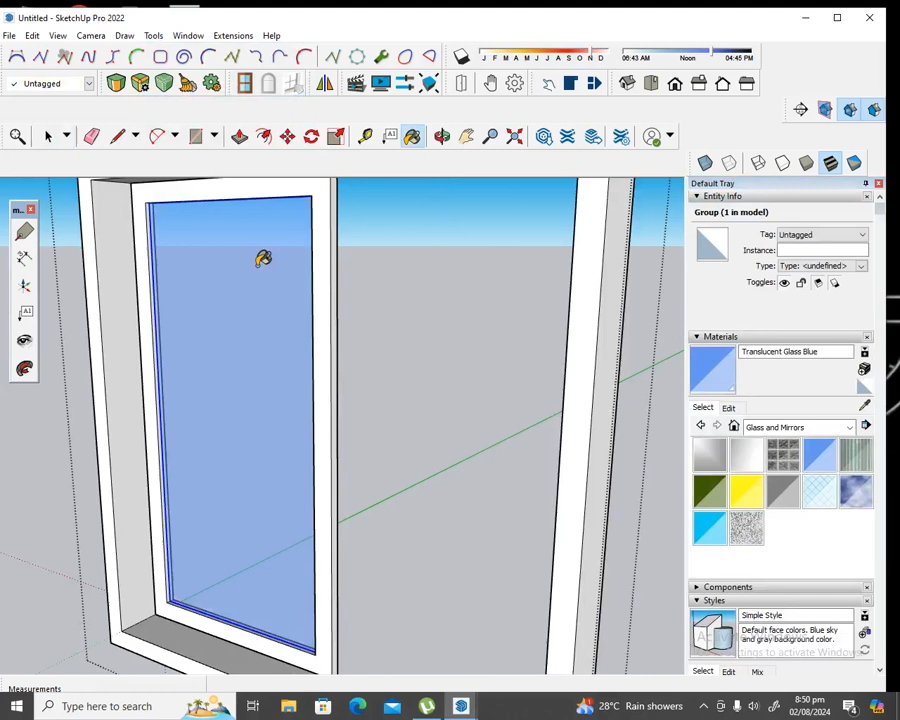 Untitled - SketchUp Pro 2022
File Edit View Camera Draw Tools Window Extensions Help
J F M A M J J A S O N D
06:43 AM Noon 04:45 PM
Untagged
m...
A1
Default Tray
Entity Info
Group (1 in model)
Tag: Untagged
Instance:
Type: Type: <undefined>
Toggles:
Materials
Translucent Glass Blue
Select Edit
Glass and Mirrors
Components
Styles
Simple Style
Default face colors. Blue sky and gray background color.
Select Edit Mix
Measurements
Type here to search
28°C Rain showers
8:50 pm
02/08/2024